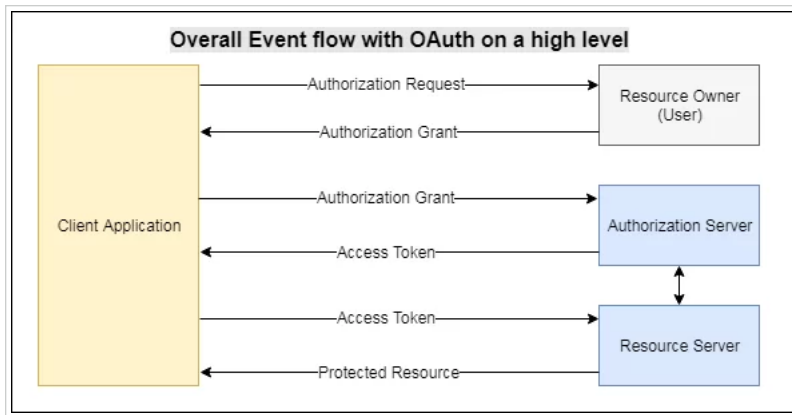 Overall Event flow with OAuth on a high level
Authorization Request
Resource Owner
(User)
Authorization Grant
Authorization Grant
Client Application
Authorization Server
Access Token
Access Token
Resource Server
Protected Resource